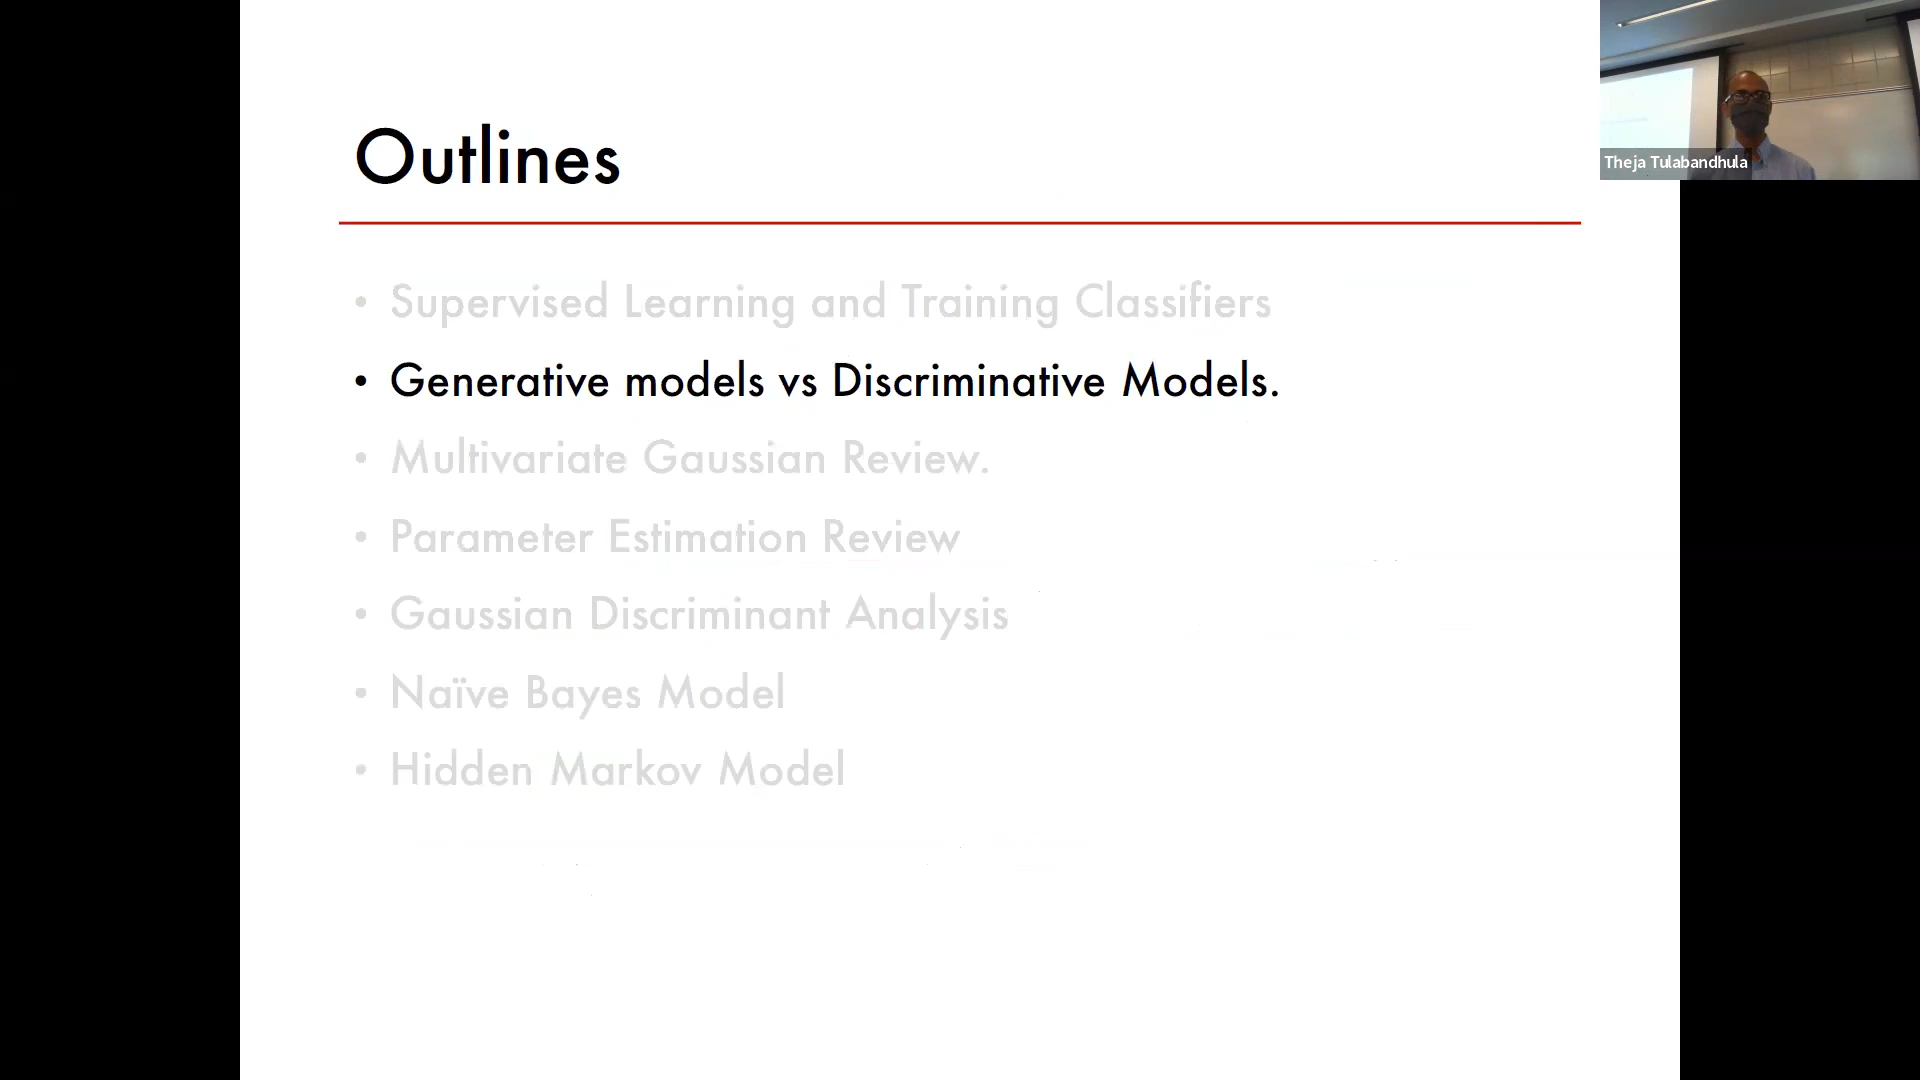 Outlines
• Supervised Learning and Training Classifiers
• Generative models vs Discriminative Models.
• Multivariate Gaussian Review.
• Parameter Estimation Review
• Gaussian Discriminant Analysis
• Naïve Bayes Model
• Hidden Markov Model
Theja Tulabandhula